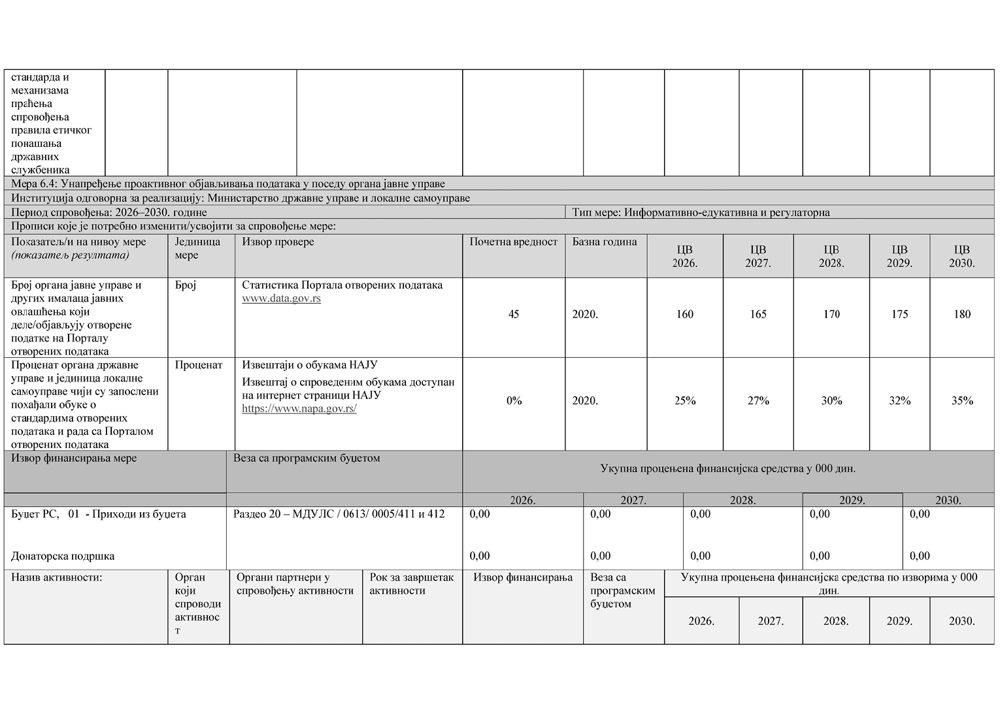 стандарда и
механизама
праћења
спровођења
правила етичког
понашања
државних
службеника
Мера 6.4: Унапређење проактивног објављивања података у поседу органа јавне управе
Институција одговорна за реализацију: Министарство државне управе и локалне самоуправе
Период спровођења: 2026–2030. године
Тип мере: Информативно-едукативна и регулаторна
Прописи које је потребно изменити/усвојити за спровођење мере:
Показатељ/и на нивоу мере
(показатељ резултата)
Јединица
мере
Извор провере
Почетна вредност
Базна година
ЦВ
2026.
ЦВ
2027.
ЦВ
2028.
ЦВ
2029.
ЦВ
2030.
Број органа јавне управе и
других ималаца јавних
овлашћења који
деле/објављују отворене
податке на Порталу
отворених података
Број
Статистика Портала отворених података
www.data.gov.rs
45
2020.
160
165
170
175
180
Проценат органа државне
управе и јединица локалне
самоуправе чији су запослени
похађали обуке о
стандардима отворених
података и рада са Порталом
отворених података
Проценат
Извештаји о обукама НАЈУ
Извештај о спроведеним обукама доступан
на интернет страници НАЈУ
https://www.napa.gov.rs/
0%
2020.
25%
27%
30%
32%
35%
Извор финансирања мере
Веза са програмским буџетом
Укупна процењена финансијска средства у 000 дин.
2026.
2027.
2028.
2029.
2030.
Буџет РС,   01  - Приходи из буџета
Раздео 20 – МДУЛС / 0613/ 0005/411 и 412
0,00
0,00
0,00
0,00
0,00
Донаторска подршка
0,00
0,00
0,00
0,00
0,00
Назив активности:
Орган
који
спроводи
активнос
т
Органи партнери у
спровођењу активности
Рок за завршетак
активности
Извор финансирања
Веза са
програмским
буџетом
Укупна процењена финансијска средства по изворима у 000
дин.
2026.
2027.
2028.
2029.
2030.